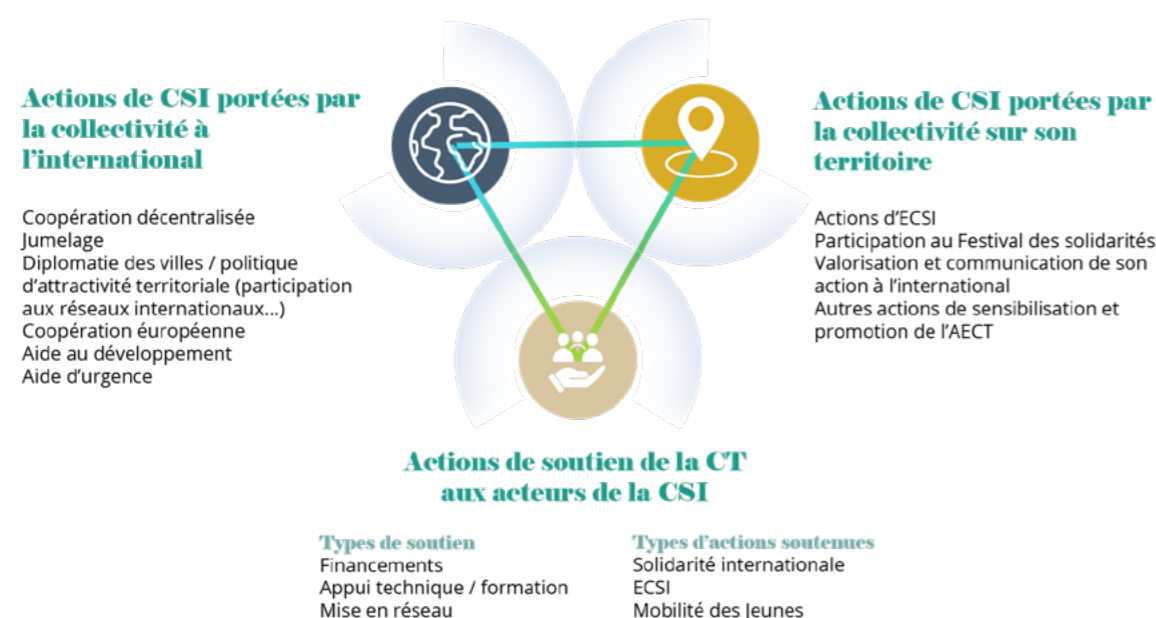 Actions de CSI portées par
la collectivité à
l'international
Coopération décentralisée
Jumelage
Diplomatie des villes / politique
d'attractivité territoriale (participation
aux réseaux internationaux...)
Coopération éuropéenne
Aide au développement
Aide d'urgence
Actions de CSI portées par
la collectivité sur son
territoire
Actions d'ECSI
Participation au Festival des solidarités
Valorisation et communication de son
action à l'international
Autres actions de sensibilisation et
promotion de l'AECT
Actions de soutien de la CT
aux acteurs de la CSI
Types de soutien
Financements
Appui technique / formation
Mise en réseau
Types d'actions soutenues
Solidarité internationale
ECSI
Mobilité des Jeunes